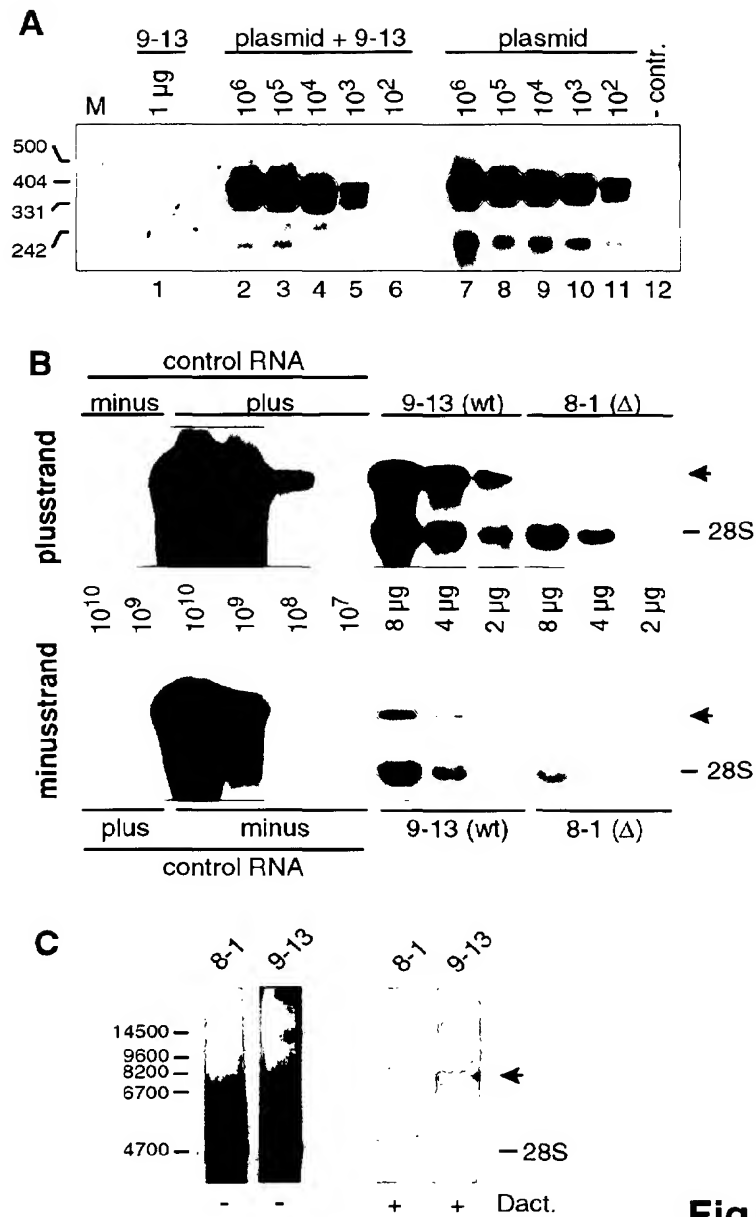 A
9-13 plasmid + 9-13 plasmid
M 1 µg 10⁶ 10⁵ 10⁴ 10³ 10² 10⁶ 10⁵ 10⁴ 10³ 10² - contr.
500
404
331
242
1 2 3 4 5 6 7 8 9 10 11 12
B
control RNA
minus plus 9-13 (wt) 8-1 (Δ)
plusstrand
28S
10¹⁰ 10⁹ 10¹⁰ 10⁹ 10⁸ 10⁷ 8 µg 4 µg 2 µg 8 µg 4 µg 2 µg
minusstrand
28S
plus minus 9-13 (wt) 8-1 (Δ)
control RNA
C
8-1 9-13 8-1 9-13
14500
9600
8200
6700
4700
28S
- - + + Dact.
Fig